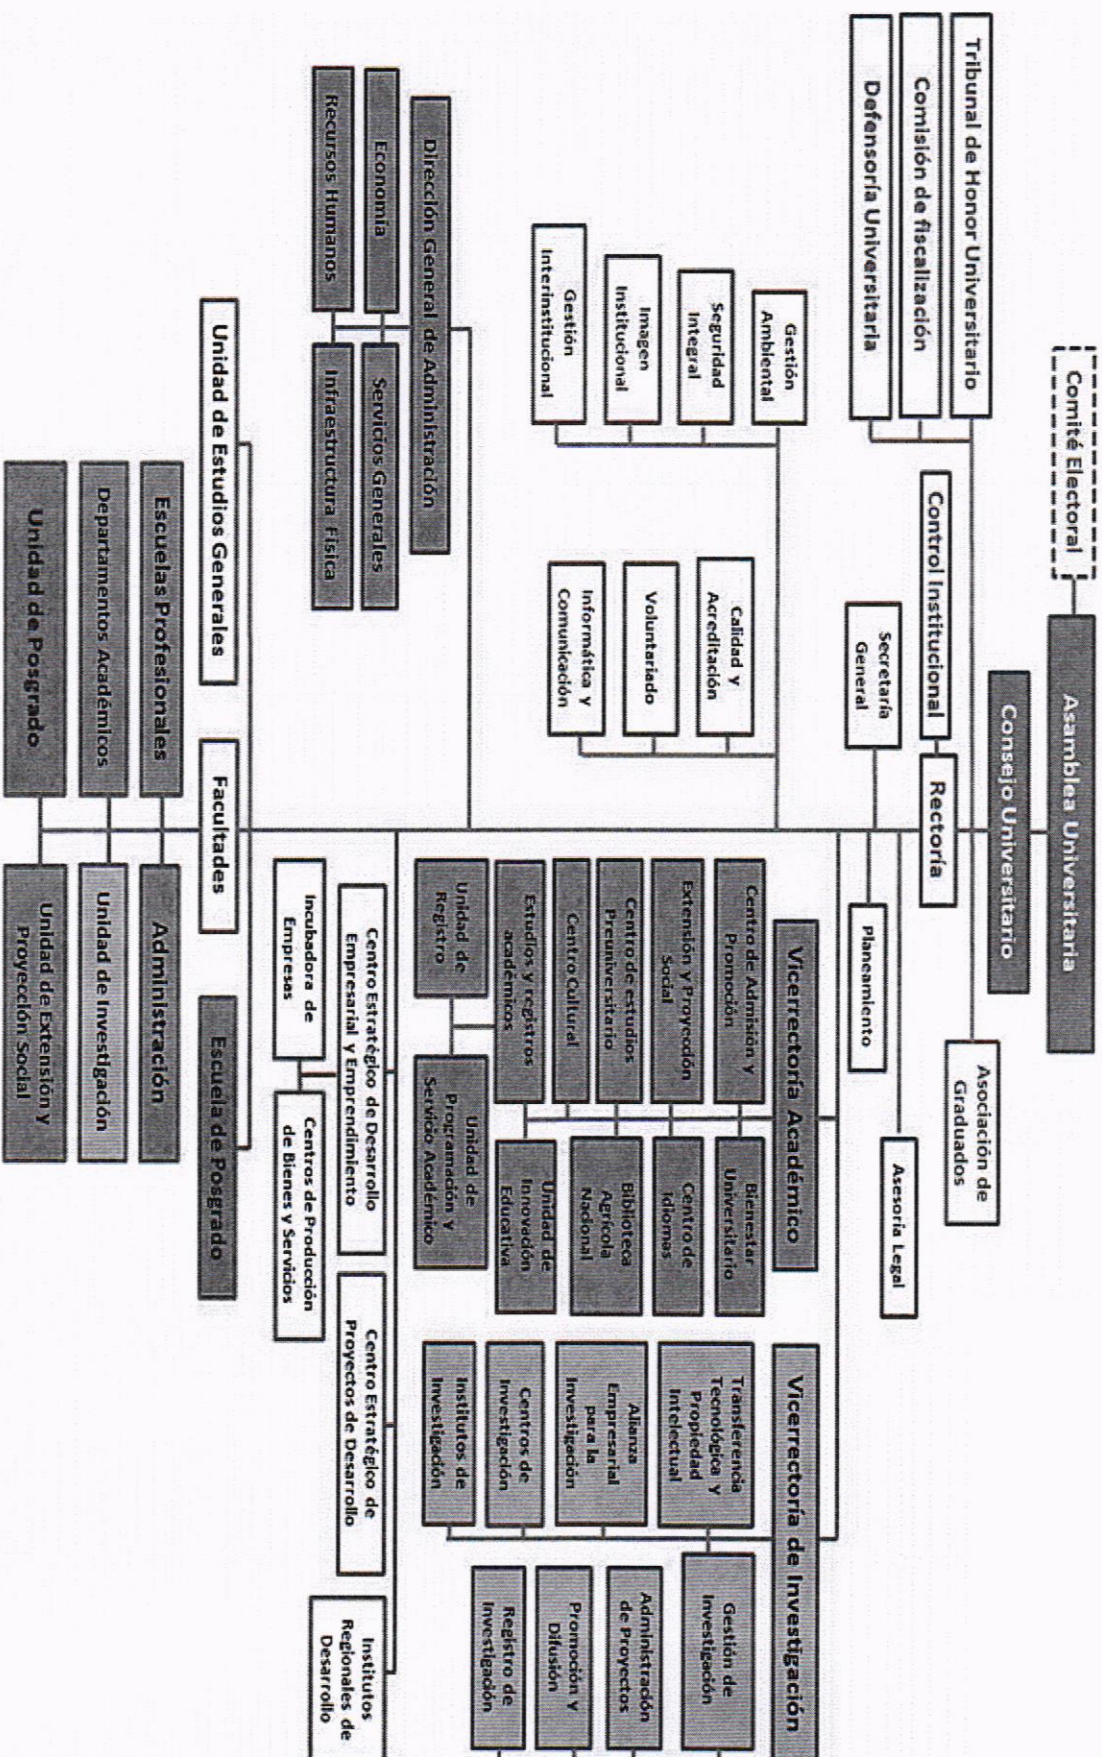 Asamblea Universitaria
Comité Electoral
Consejo Universitario
Tribunal de Honor Universitario
Comisión de fiscalización
Defensoría Universitaria
Asociación de
Graduados
Control Institucional
Rectoría
Secretaría
General
Asesoría Legal
Planeamiento
Gestión
Ambiental
Seguridad
Integral
Imagen
Institucional
Gestión
Interinstitucional
Calidad y
Acreditación
Voluntariado
Informática y
Comunicación
Vicerrectoría Académico
Centro de Admisión y
Promoción
Bienestar
Universitario
Extensión y Proyección
Social
Centro de
Idiomas
Centro de estudios
Preuniversitario
Biblioteca
Agrícola
Nacional
Centro Cultural
Estudios y registros
académicos
Unidad de
Innovación
Educativa
Unidad de
Registro
Unidad de
Programación y
Servicio Académico
Vicerrectoría de Investigación
Transferencia
Tecnológica y
Propiedad
Intelectual
Gestión de
Investigación
Alianza
Empresarial
para la
Investigación
Administración
de Proyectos
Centros de
Investigación
Promoción y
Difusión
Institutos de
Investigación
Registro de
Investigación
Dirección General de Administración
Economía
Servicios Generales
Recursos Humanos
Infraestructura Física
Centro Estratégico de Desarrollo
Empresarial y Emprendimiento
Incubadora de
Empresas
Centros de Producción
de Bienes y Servicios
Centro Estratégico de
Proyectos de Desarrollo
Institutos
Regionales de
Desarrollo
Unidad de Estudios Generales
Facultades
Escuela de Posgrado
Escuelas Profesionales
Administración
Departamentos Académicos
Unidad de Investigación
Unidad de Posgrado
Unidad de Extensión y
Proyección Social